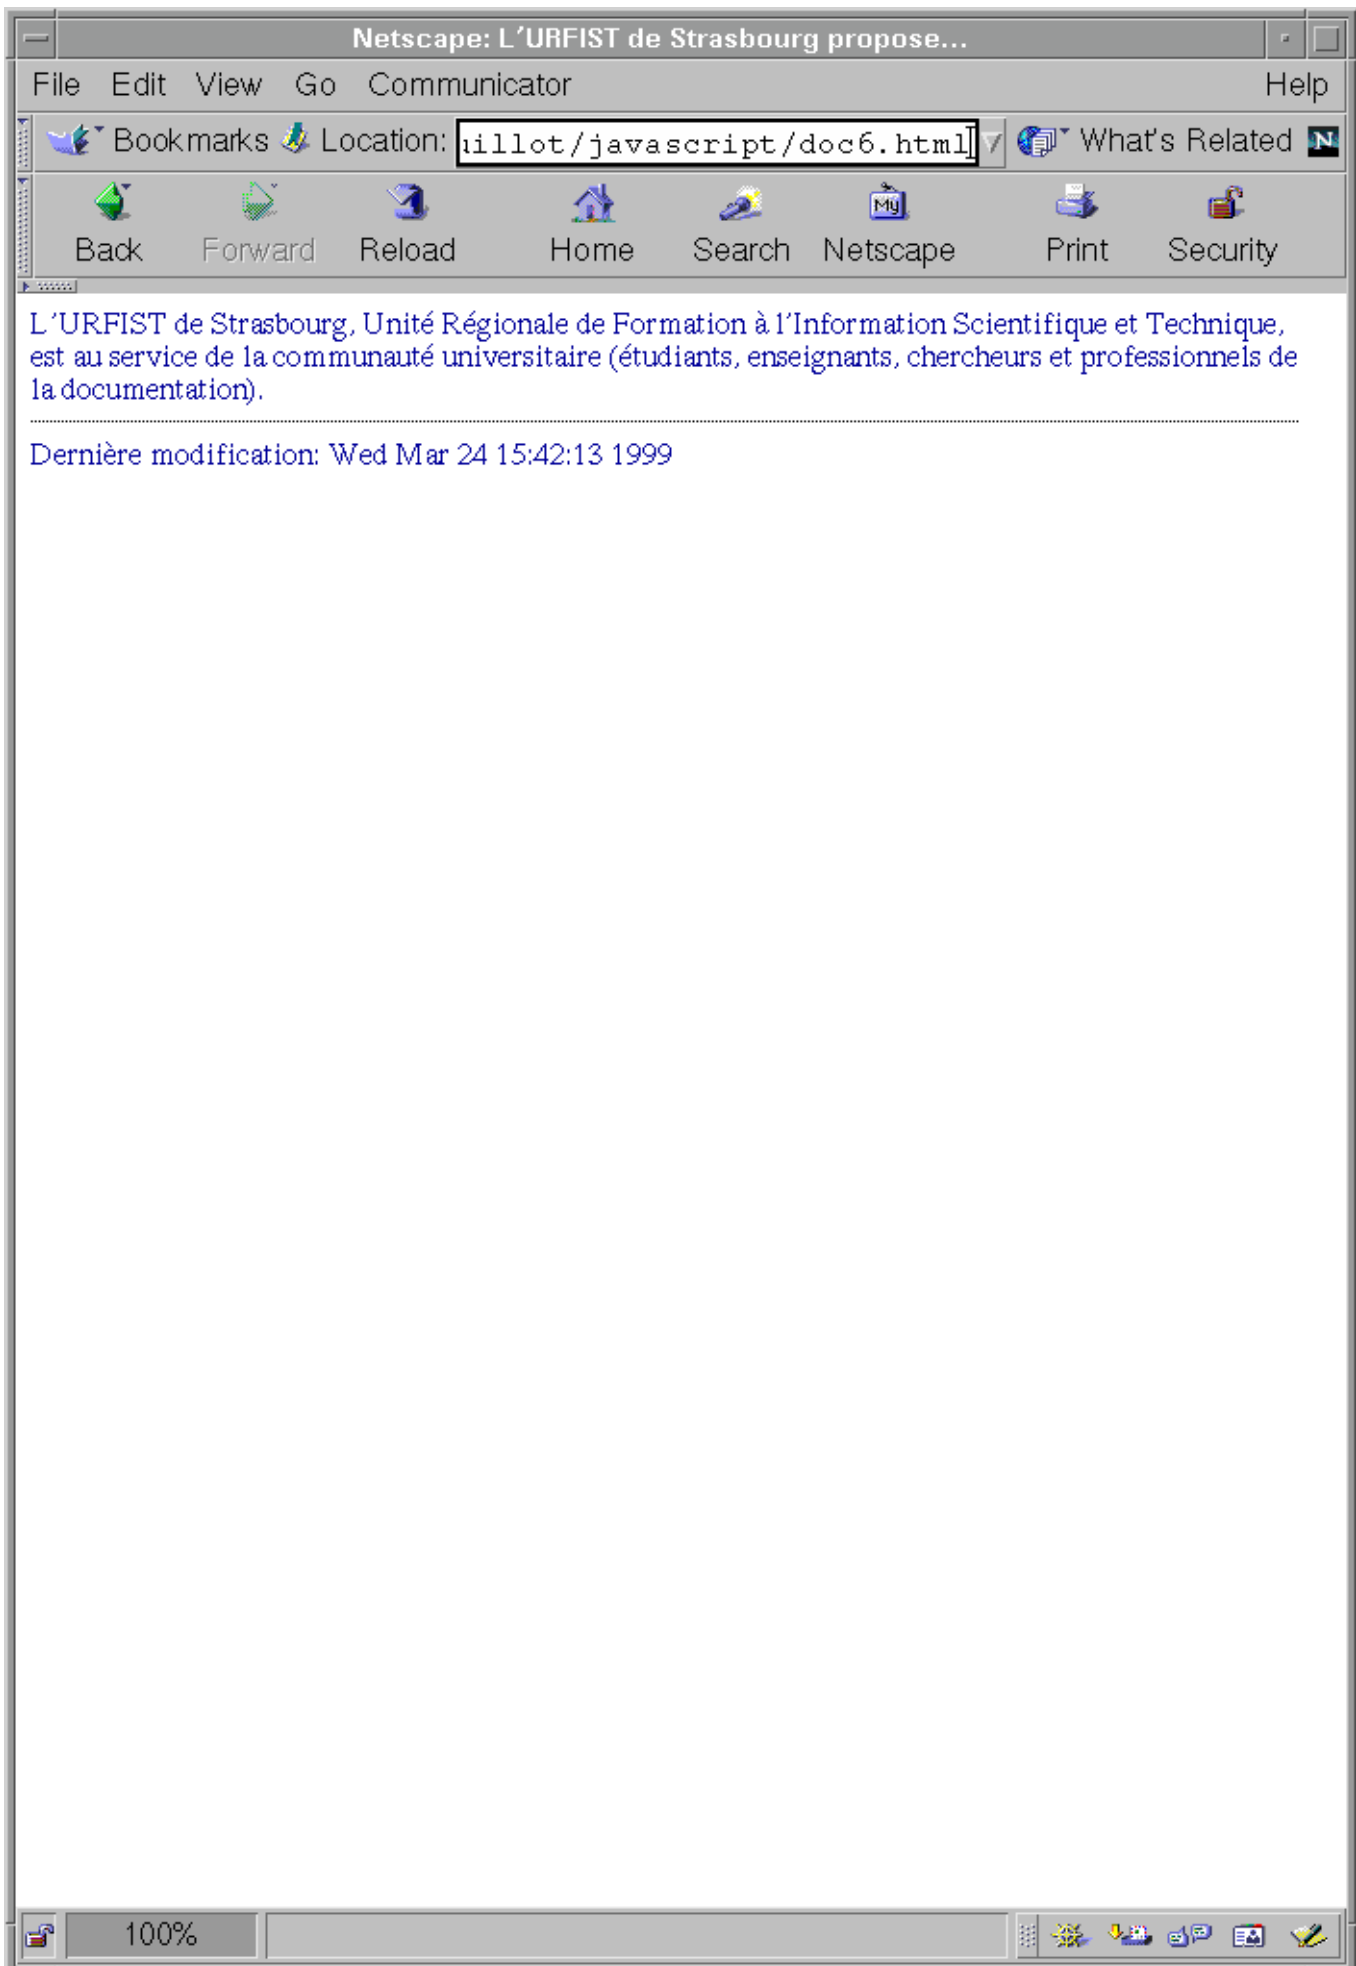 Netscape: L'URFIST de Strasbourg propose...
File Edit View Go Communicator Help
Bookmarks Location: uillot/javascript/doc6.html What's Related N
My
Back Forward Reload Home Search Netscape Print Security
L'URFIST de Strasbourg, Unité Régionale de Formation à l'Information Scientifique et Technique,
est au service de la communauté universitaire (étudiants, enseignants, chercheurs et professionnels de
la documentation).
Dernière modification: Wed Mar 24 15:42:13 1999
100%